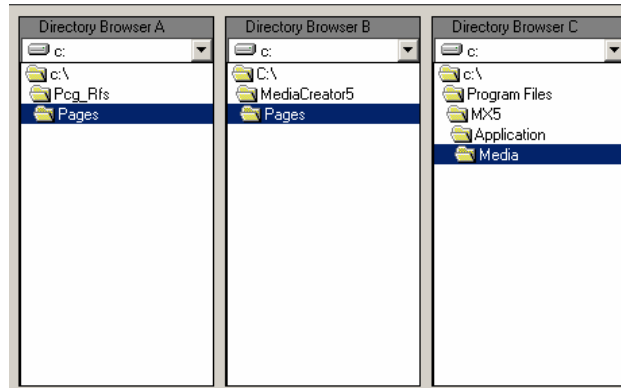 Directory Browser A
c:
c:\
Pcg_Rfs
Pages
Directory Browser B
c:
C:\
MediaCreator5
Pages
Directory Browser C
c:
c:\
Program Files
MX5
Application
Media